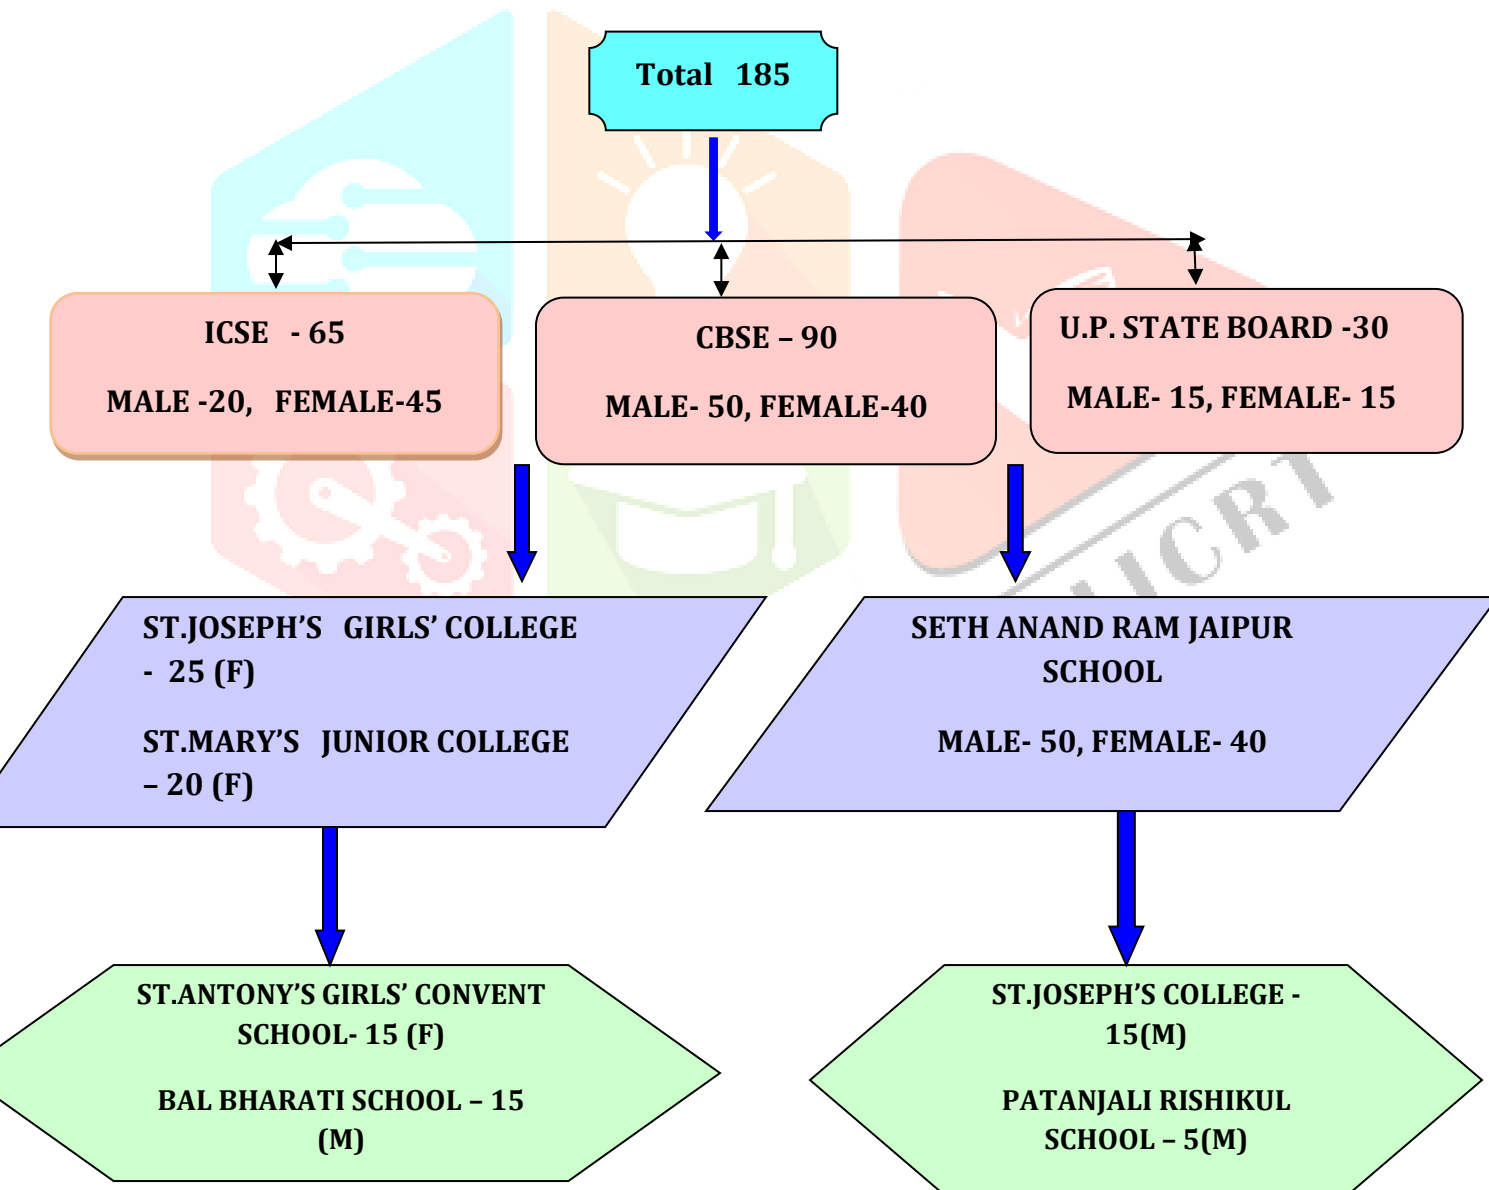 Total 185
ICSE - 65
MALE -20, FEMALE-45
CBSE – 90
MALE- 50, FEMALE-40
U.P. STATE BOARD -30
MALE- 15, FEMALE- 15
ST.JOSEPH’S GIRLS’ COLLEGE
- 25 (F)
ST.MARY’S JUNIOR COLLEGE
– 20 (F)
SETH ANAND RAM JAIPUR
SCHOOL
MALE- 50, FEMALE- 40
ST.ANTONY’S GIRLS’ CONVENT
SCHOOL- 15 (F)
BAL BHARATI SCHOOL – 15
(M)
ST.JOSEPH’S COLLEGE -
15(M)
PATANJALI RISHIKUL
SCHOOL – 5(M)